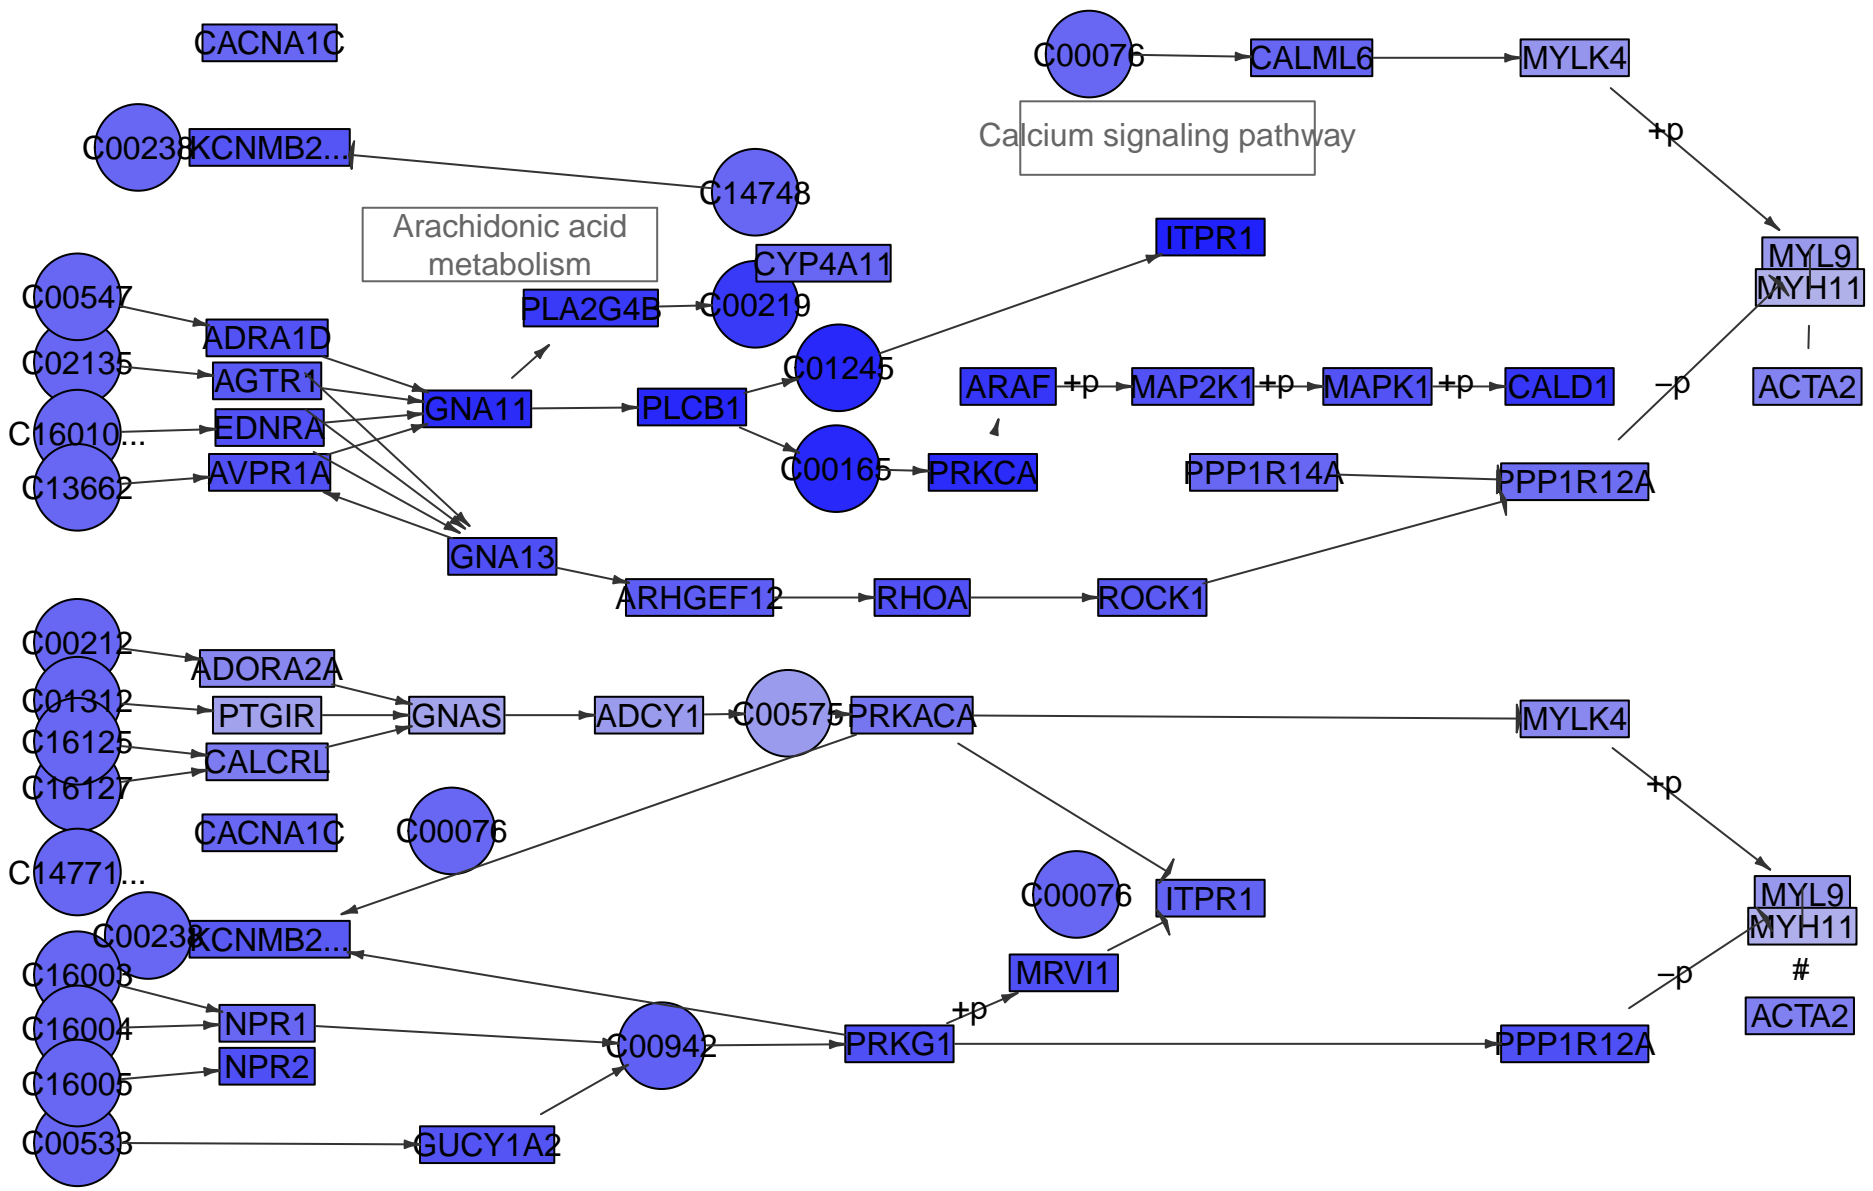 CACNA1C
C00076
CALML6
MYLK4
+p
Calcium signaling pathway
C00238
KCNMB2...
C14748
Arachidonic acid
metabolism
ITPR1
CYP4A11
MYL9
MYH11
C00547
PLA2G4B
C00219
ADRA1D
C02135
AGTR1
C01245
ARAF
+p
MAP2K1
+p
MAPK1
+p
CALD1
–p
ACTA2
GNA11
PLCB1
EDNRA
C16010...
AVPR1A
C13662
C00165
PRKCA
PPP1R14A
PPP1R12A
GNA13
ARHGEF12
RHOA
ROCK1
C00212
ADORA2A
C01312
PTGIR
GNAS
ADCY1
C00575
PRKACA
MYLK4
C16125
CALCRL
C16127
+p
CACNA1C
C00076
C14771...
C00076
ITPR1
MYL9
MYH11
C00238
KCNMB2...
C16003
MRVI1
–p
#
+p
ACTA2
NPR1
C16004
C00942
PRKG1
PPP1R12A
NPR2
C16005
C00533
GUCY1A2